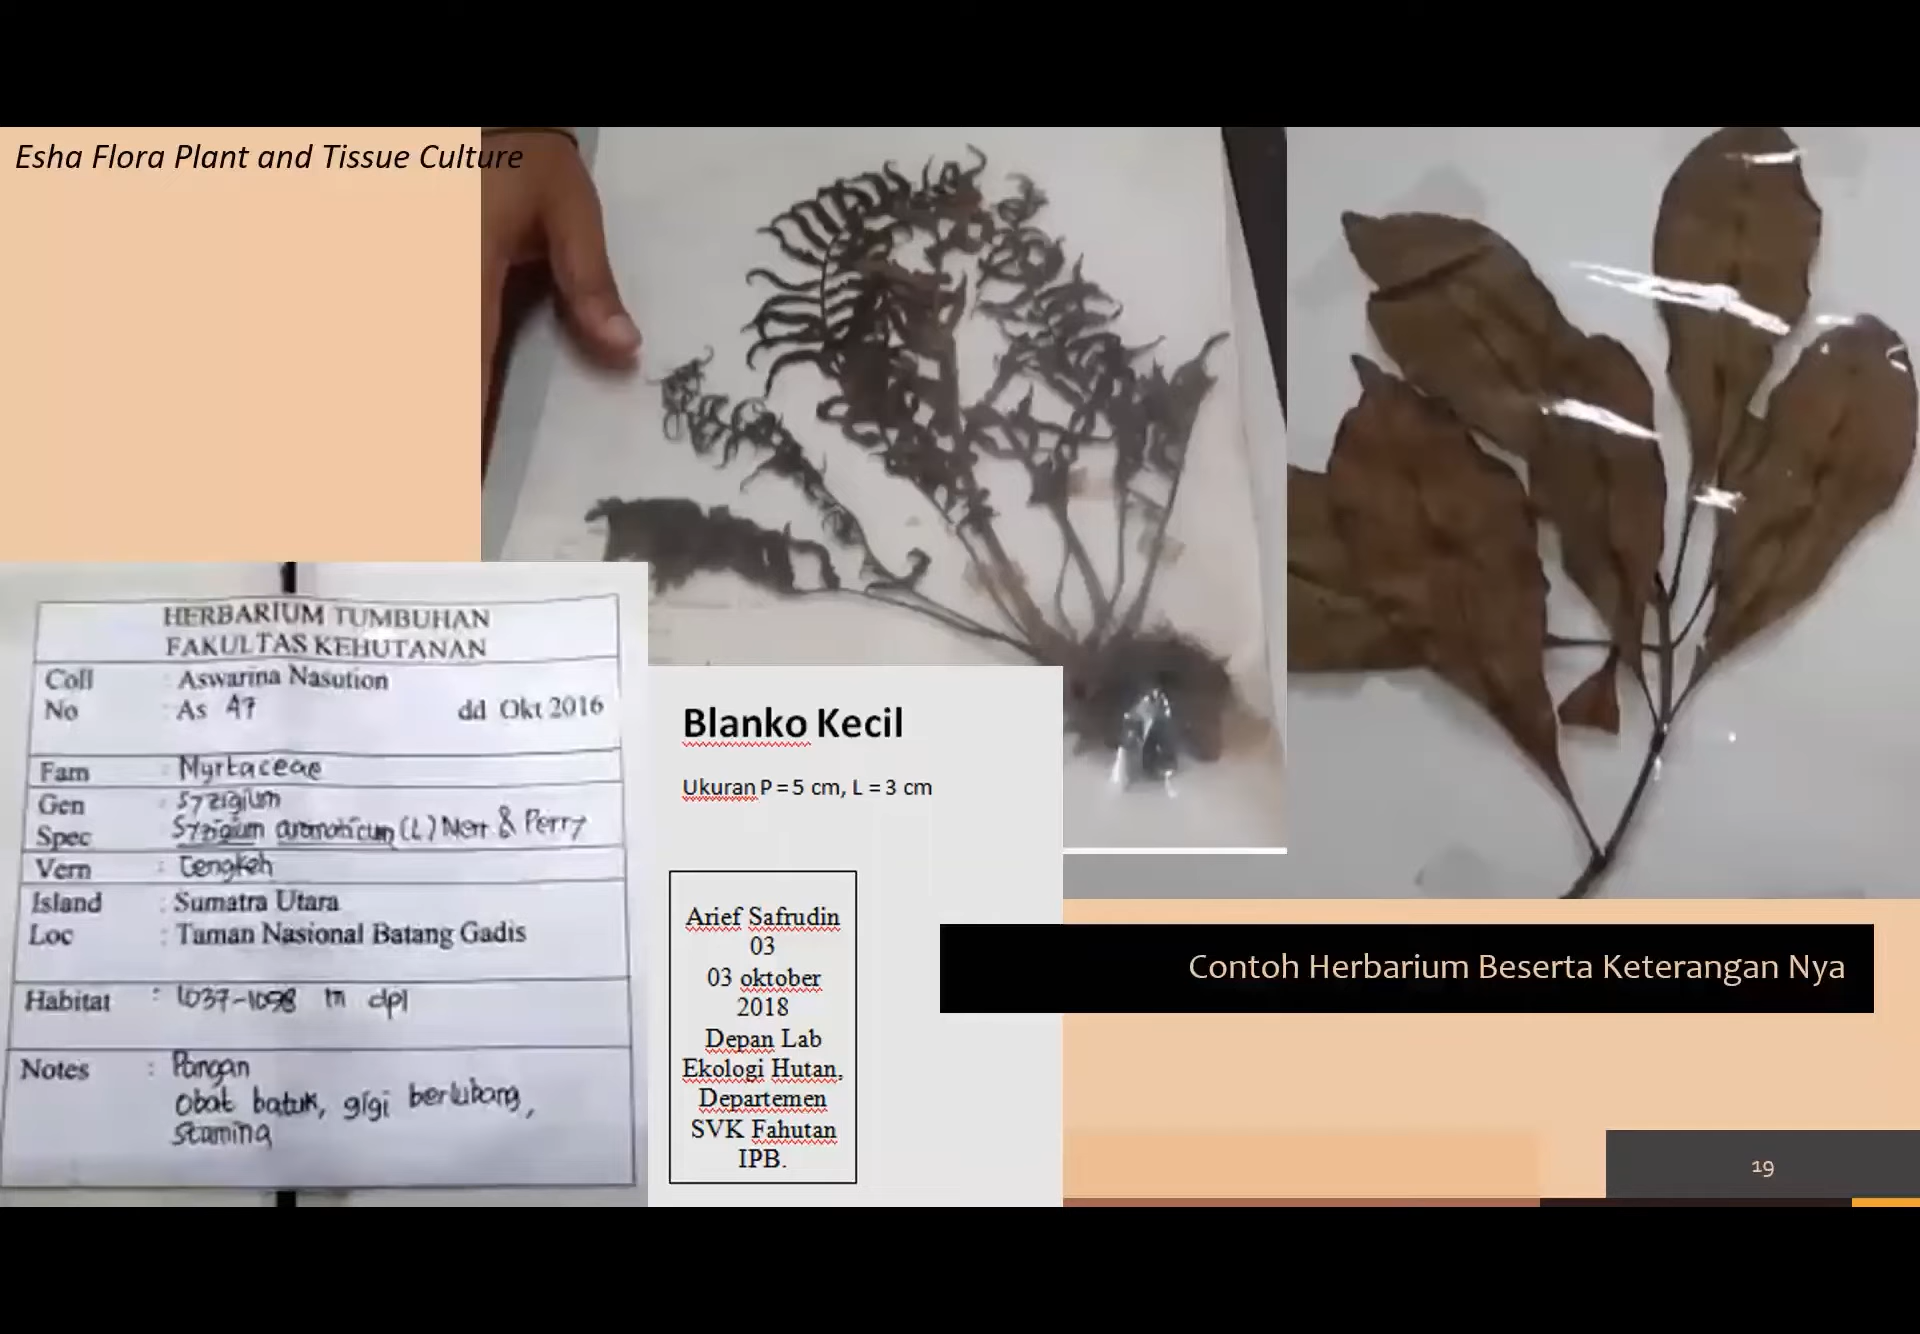 Esha Flora Plant and Tissue Culture
HERBARIUM TUMBUHAN
FAKULTAS KEHUTANAN
Coll : Aswarina Nasution
No : As 47 dd Okt 2016
Fam : Myrtaceae
Gen : Syzigium
Spec Syzigium aromaticum (L) Merr & Perry
Vern : Cengkeh
Island : Sumatra Utara
Loc : Taman Nasional Batang Gadis
Habitat : 1037-1098 m dpl
Notes : Pangan
obat batuk, gigi berlubang,
stamina
Blanko Kecil
Ukuran P = 5 cm, L = 3 cm
Arief Safrudin
03
03 oktober
2018
Depan Lab
Ekologi Hutan,
Departemen
SVK Fahutan
IPB.
Contoh Herbarium Beserta Keterangan Nya
19